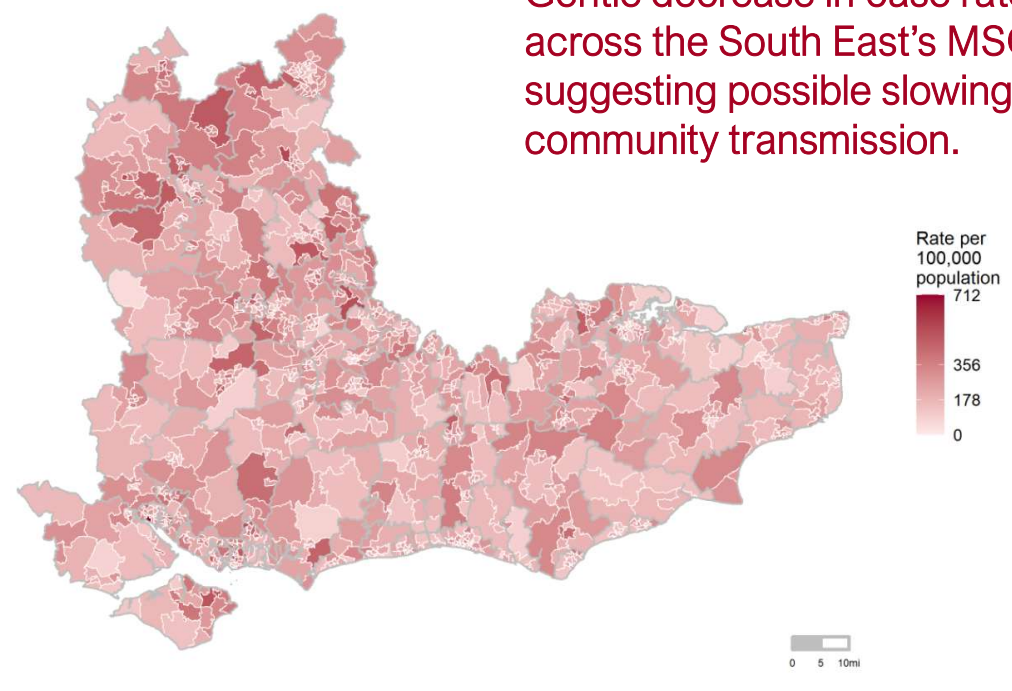 across the South East's
suggesting possible slowing
community transmission.
Rate per
100,000
population
712
356
178
0
0 5 10mi